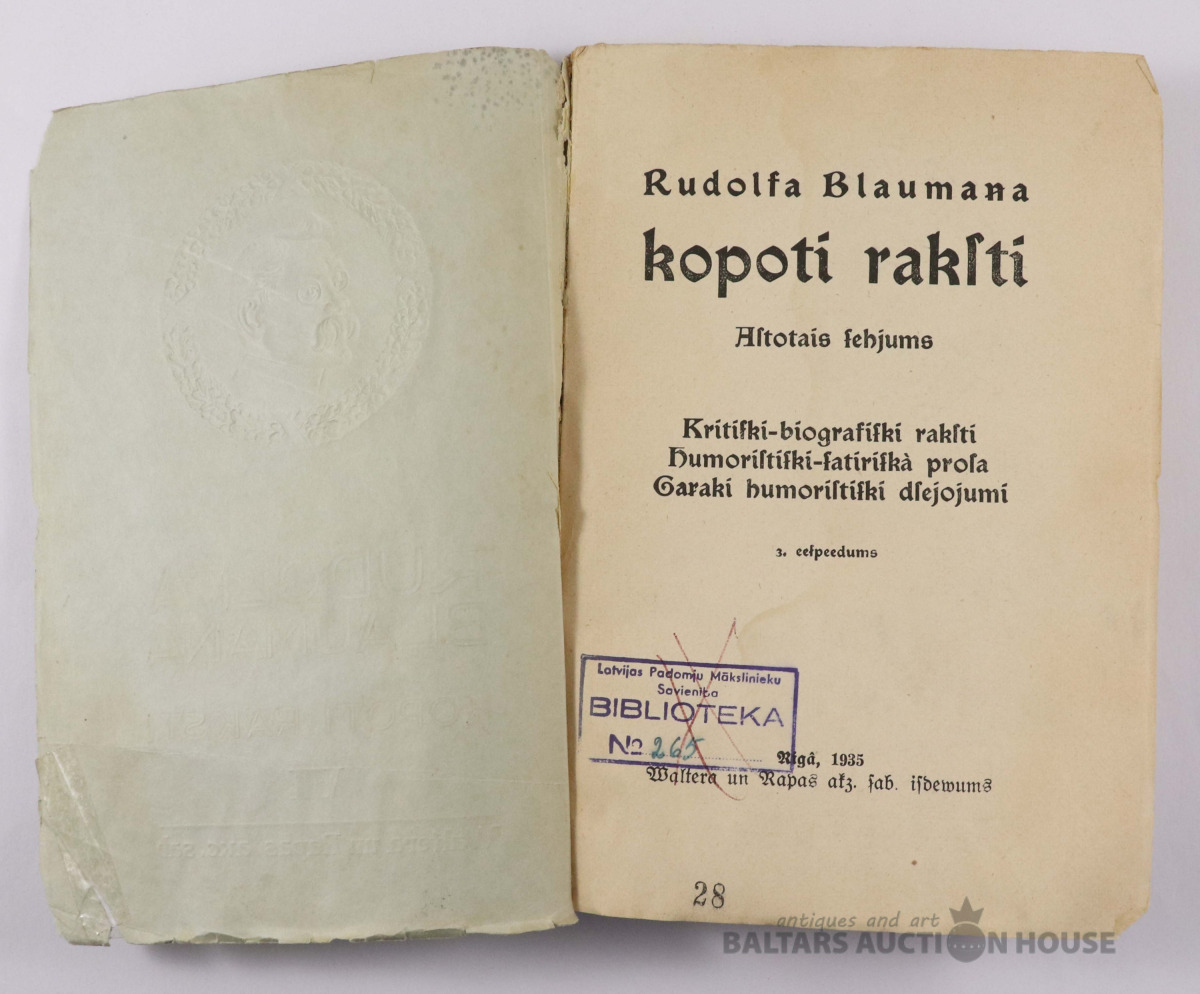 Rudolfa Blaumaņa
kopoti rakſti
Aſtotais ſehjums
Kritiſki-biografiſki rakſti
Humoriſtiſki-ſatiriſkà proſa
Garaki humoriſtiſki dſejojumi
3. eeſpeedums
Latvijas Padomju Mākslinieku
Savienība
BIBLIOTEKA
№ 265
Rigâ, 1935
Waltera un Rapas akz. ſab. iſdewums
28
antiques and art
BALTARS AUCTION HOUSE